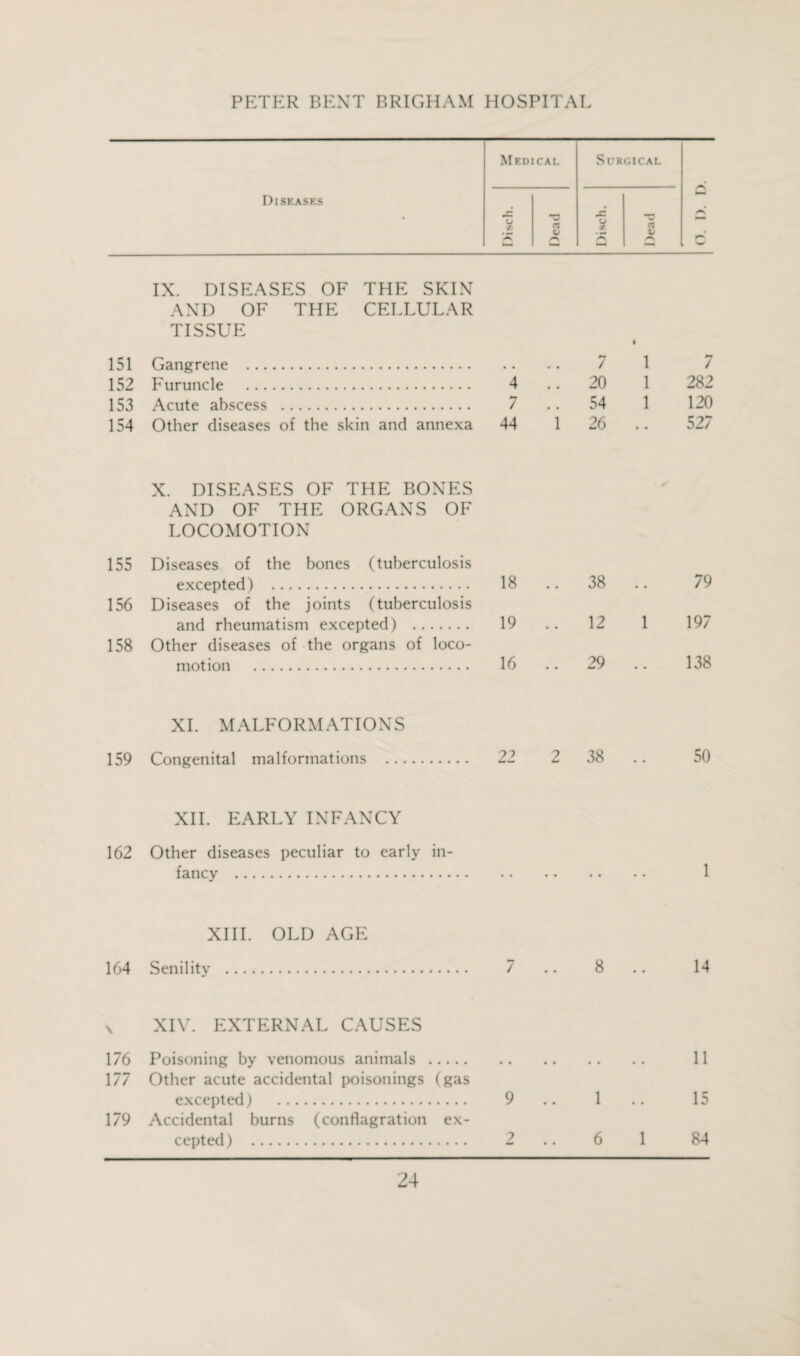 PETER BENT BRIGHAM HOSPITAL
Diseases Medical Surgical O. D. D.
Disch. Dead Disch. Dead
IX. DISEASES OF THE SKIN
AND OF THE CELLULAR
TISSUE
151 Gangrene .......... .. .. 7 1 7
152 Furuncle .......... 4 .. 20 1 282
153 Acute abscess .......... 7 .. 54 1 120
154 Other diseases of the skin and annexa 44 1 26 .. 527
X. DISEASES OF THE BONES
AND OF THE ORGANS OF
LOCOMOTION
155 Diseases of the bones (tuberculosis
excepted) .......... 18 .. 38 .. 79
156 Diseases of the joints (tuberculosis
and rheumatism excepted) ....... 19 .. 12 1 197
158 Other diseases of the organs of loco-
motion .......... 16 .. 29 .. 138
XI. MALFORMATIONS
159 Congenital malformations .......... 22 2 38 .. 50
XII. EARLY INFANCY
162 Other diseases peculiar to early in-
fancy .......... .. .. .. .. 1
XIII. OLD AGE
164 Senility .......... 7 .. 8 .. 14
XIV. EXTERNAL CAUSES
176 Poisoning by venomous animals ..... .. .. .. .. 11
177 Other acute accidental poisonings (gas
excepted) .......... 9 .. 1 .. 15
179 Accidental burns (conflagration ex-
cepted) .......... 2 .. 6 1 84
24